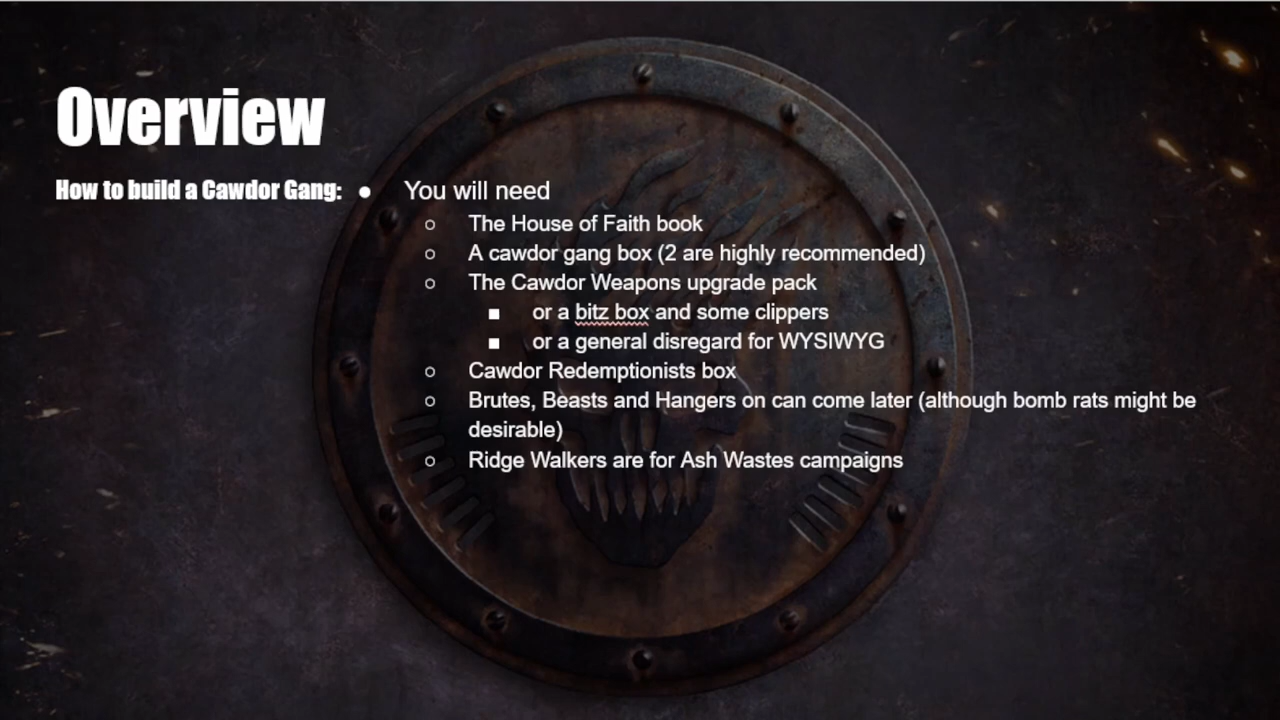 Overview
How to build a Cawdor Gang:
● You will need
○ The House of Faith book
○ A cawdor gang box (2 are highly recommended)
○ The Cawdor Weapons upgrade pack
■ or a bitz box and some clippers
■ or a general disregard for WYSIWYG
○ Cawdor Redemptionists box
○ Brutes, Beasts and Hangers on can come later (although bomb rats might be
desirable)
○ Ridge Walkers are for Ash Wastes campaigns